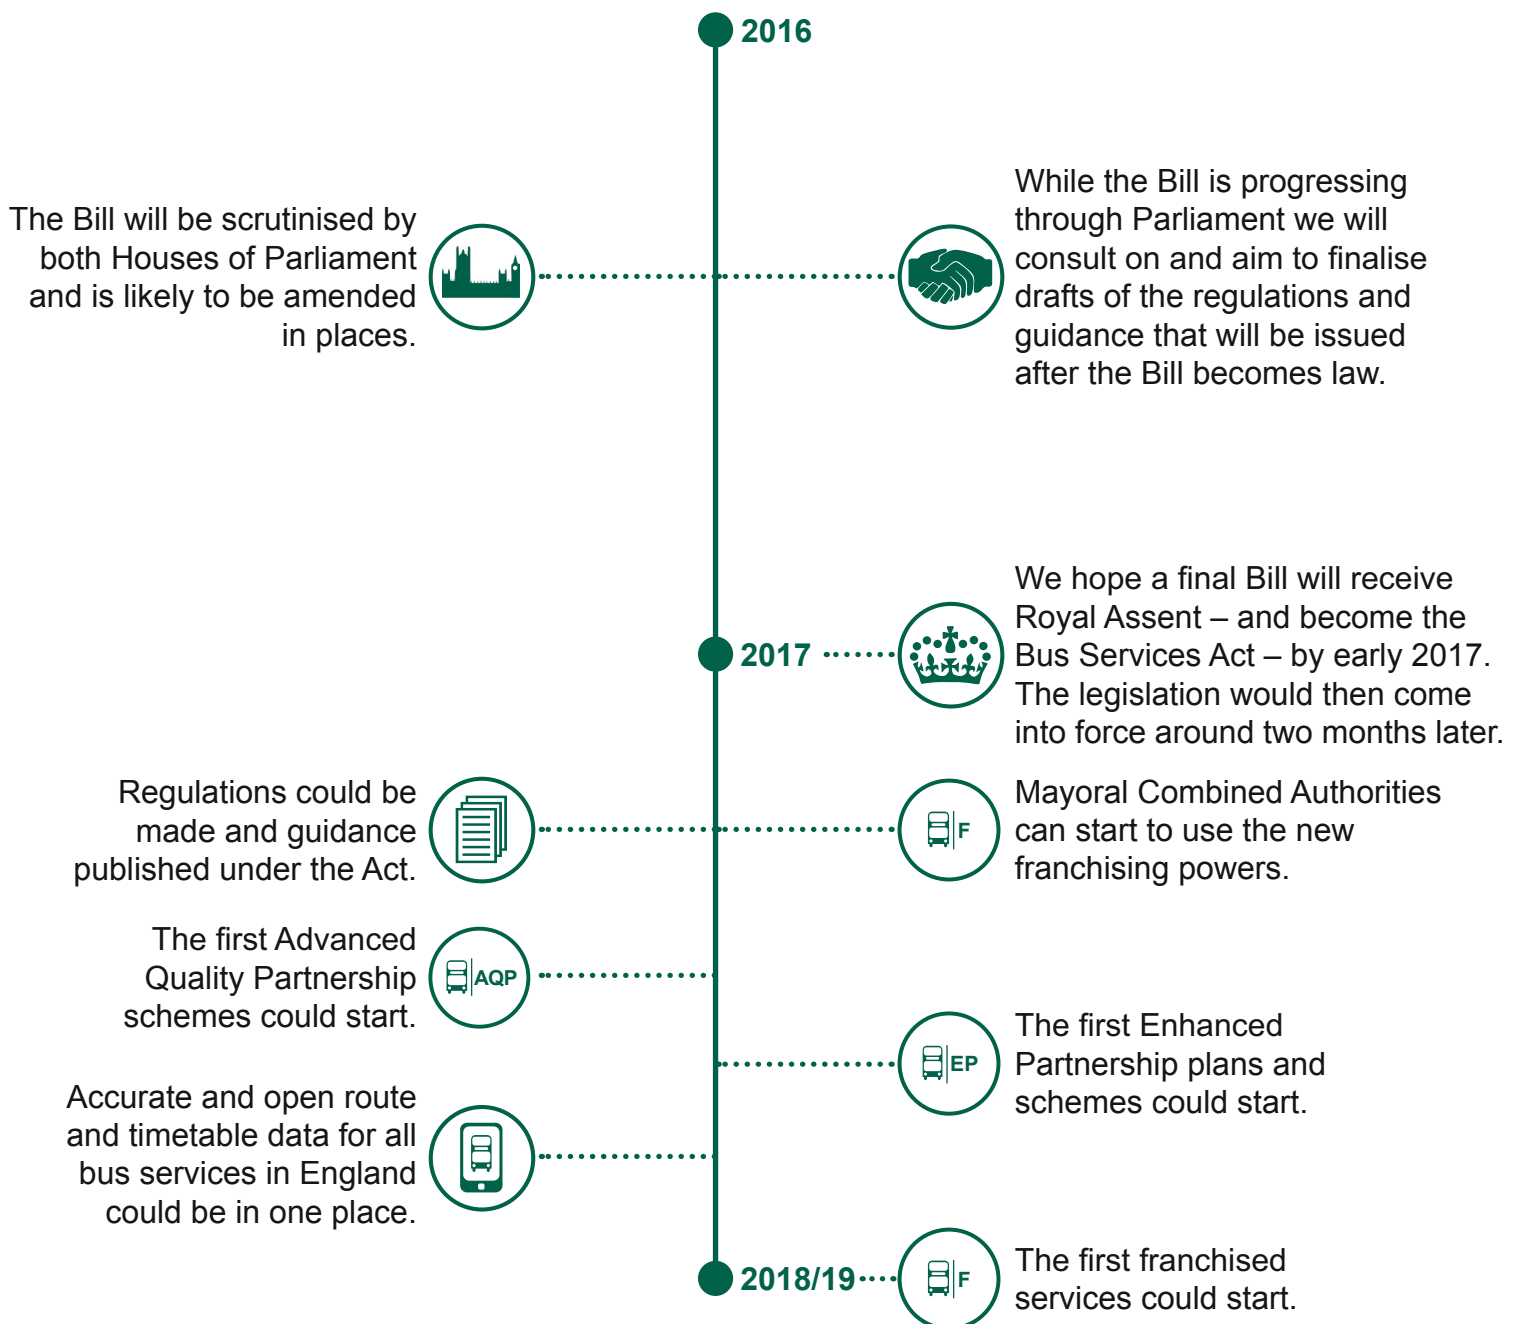 2016
The Bill will be scrutinised by
both Houses of Parliament
and is likely to be amended
in places.
While the Bill is progressing
through Parliament we will
consult on and aim to finalise
drafts of the regulations and
guidance that will be issued
after the Bill becomes law.
2017
We hope a final Bill will receive
Royal Assent – and become the
Bus Services Act – by early 2017.
The legislation would then come
into force around two months later.
Regulations could be
made and guidance
published under the Act.
F
Mayoral Combined Authorities
can start to use the new
franchising powers.
The first Advanced
Quality Partnership
schemes could start.
AQP
EP
The first Enhanced
Partnership plans and
schemes could start.
Accurate and open route
and timetable data for all
bus services in England
could be in one place.
2018/19
F
The first franchised
services could start.